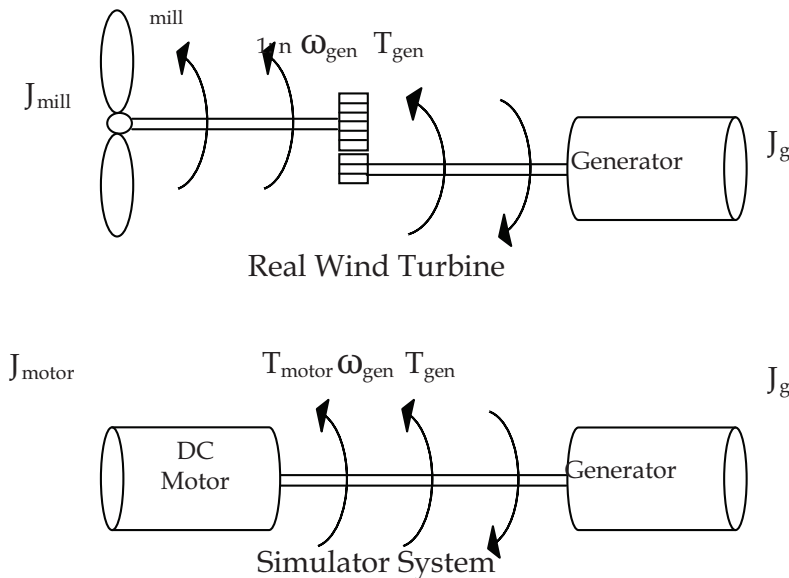 mill
1:n ωgen Tgen
Jmill
Generator
Jg
Real Wind Turbine
Jmotor
Tmotor ωgen Tgen
Jg
DC
Motor
Generator
Simulator System